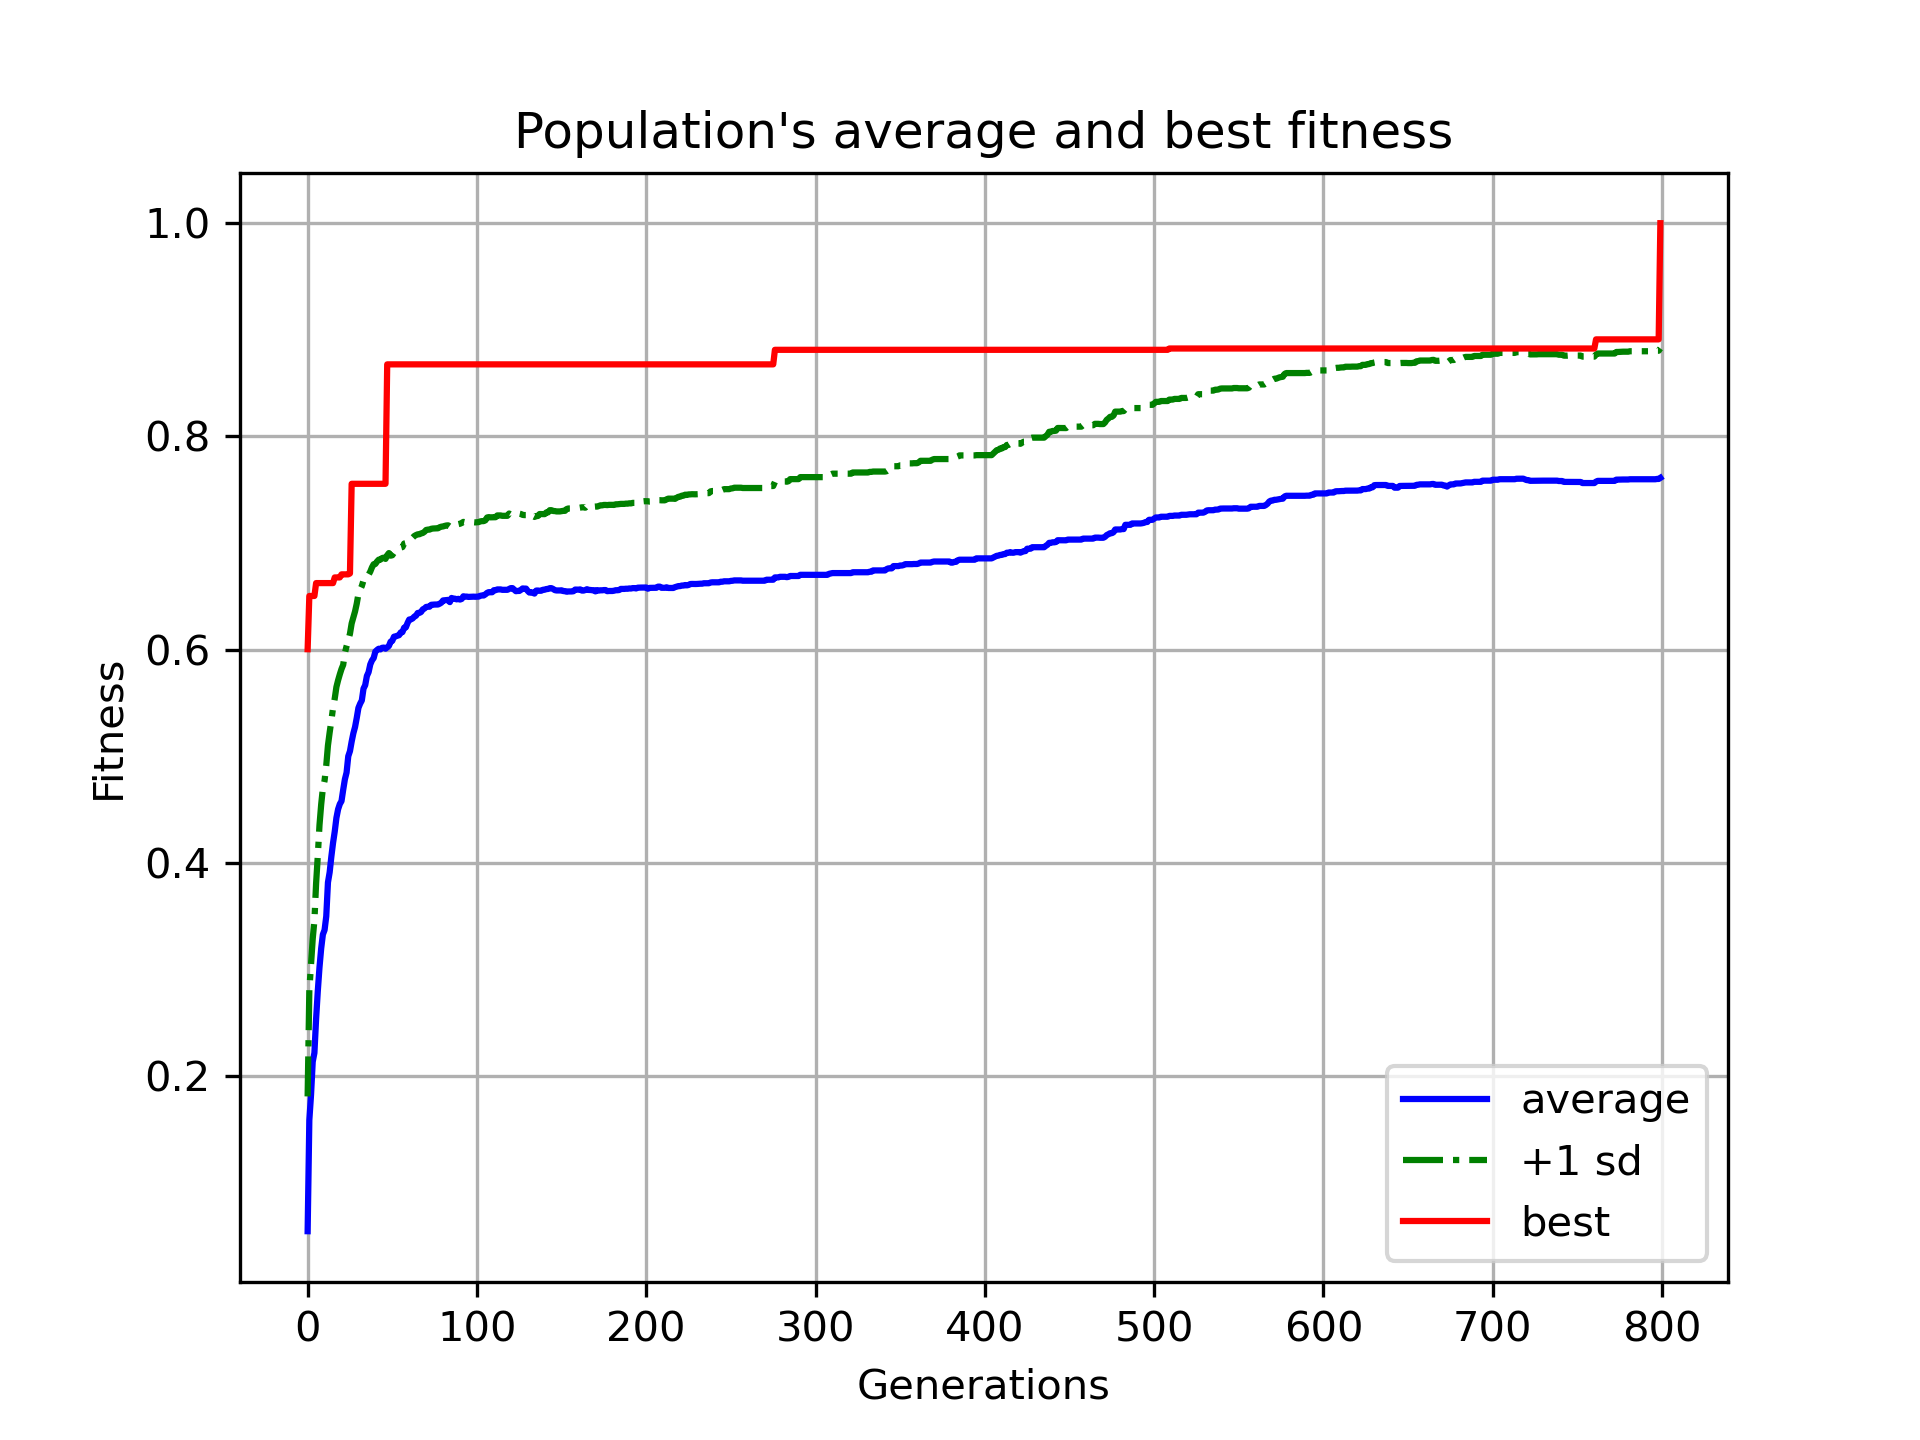 Population's average and best fitness
1.0
0.8
0.6
0.4
0.2
Fitness
average
+1 sd
best
0 100 200 300 400 500 600 700 800
Generations